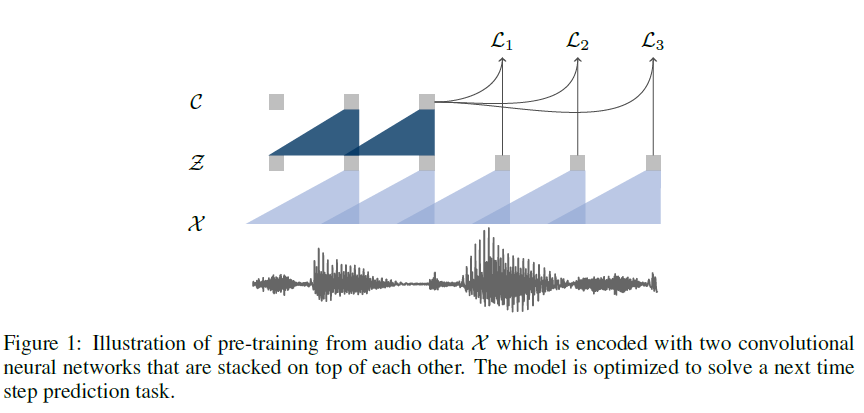 ℒ₁ ℒ₂ ℒ₃
𝒞
𝒵
𝒳
Figure 1: Illustration of pre-training from audio data 𝒳 which is encoded with two convolutional
neural networks that are stacked on top of each other. The model is optimized to solve a next time
step prediction task.